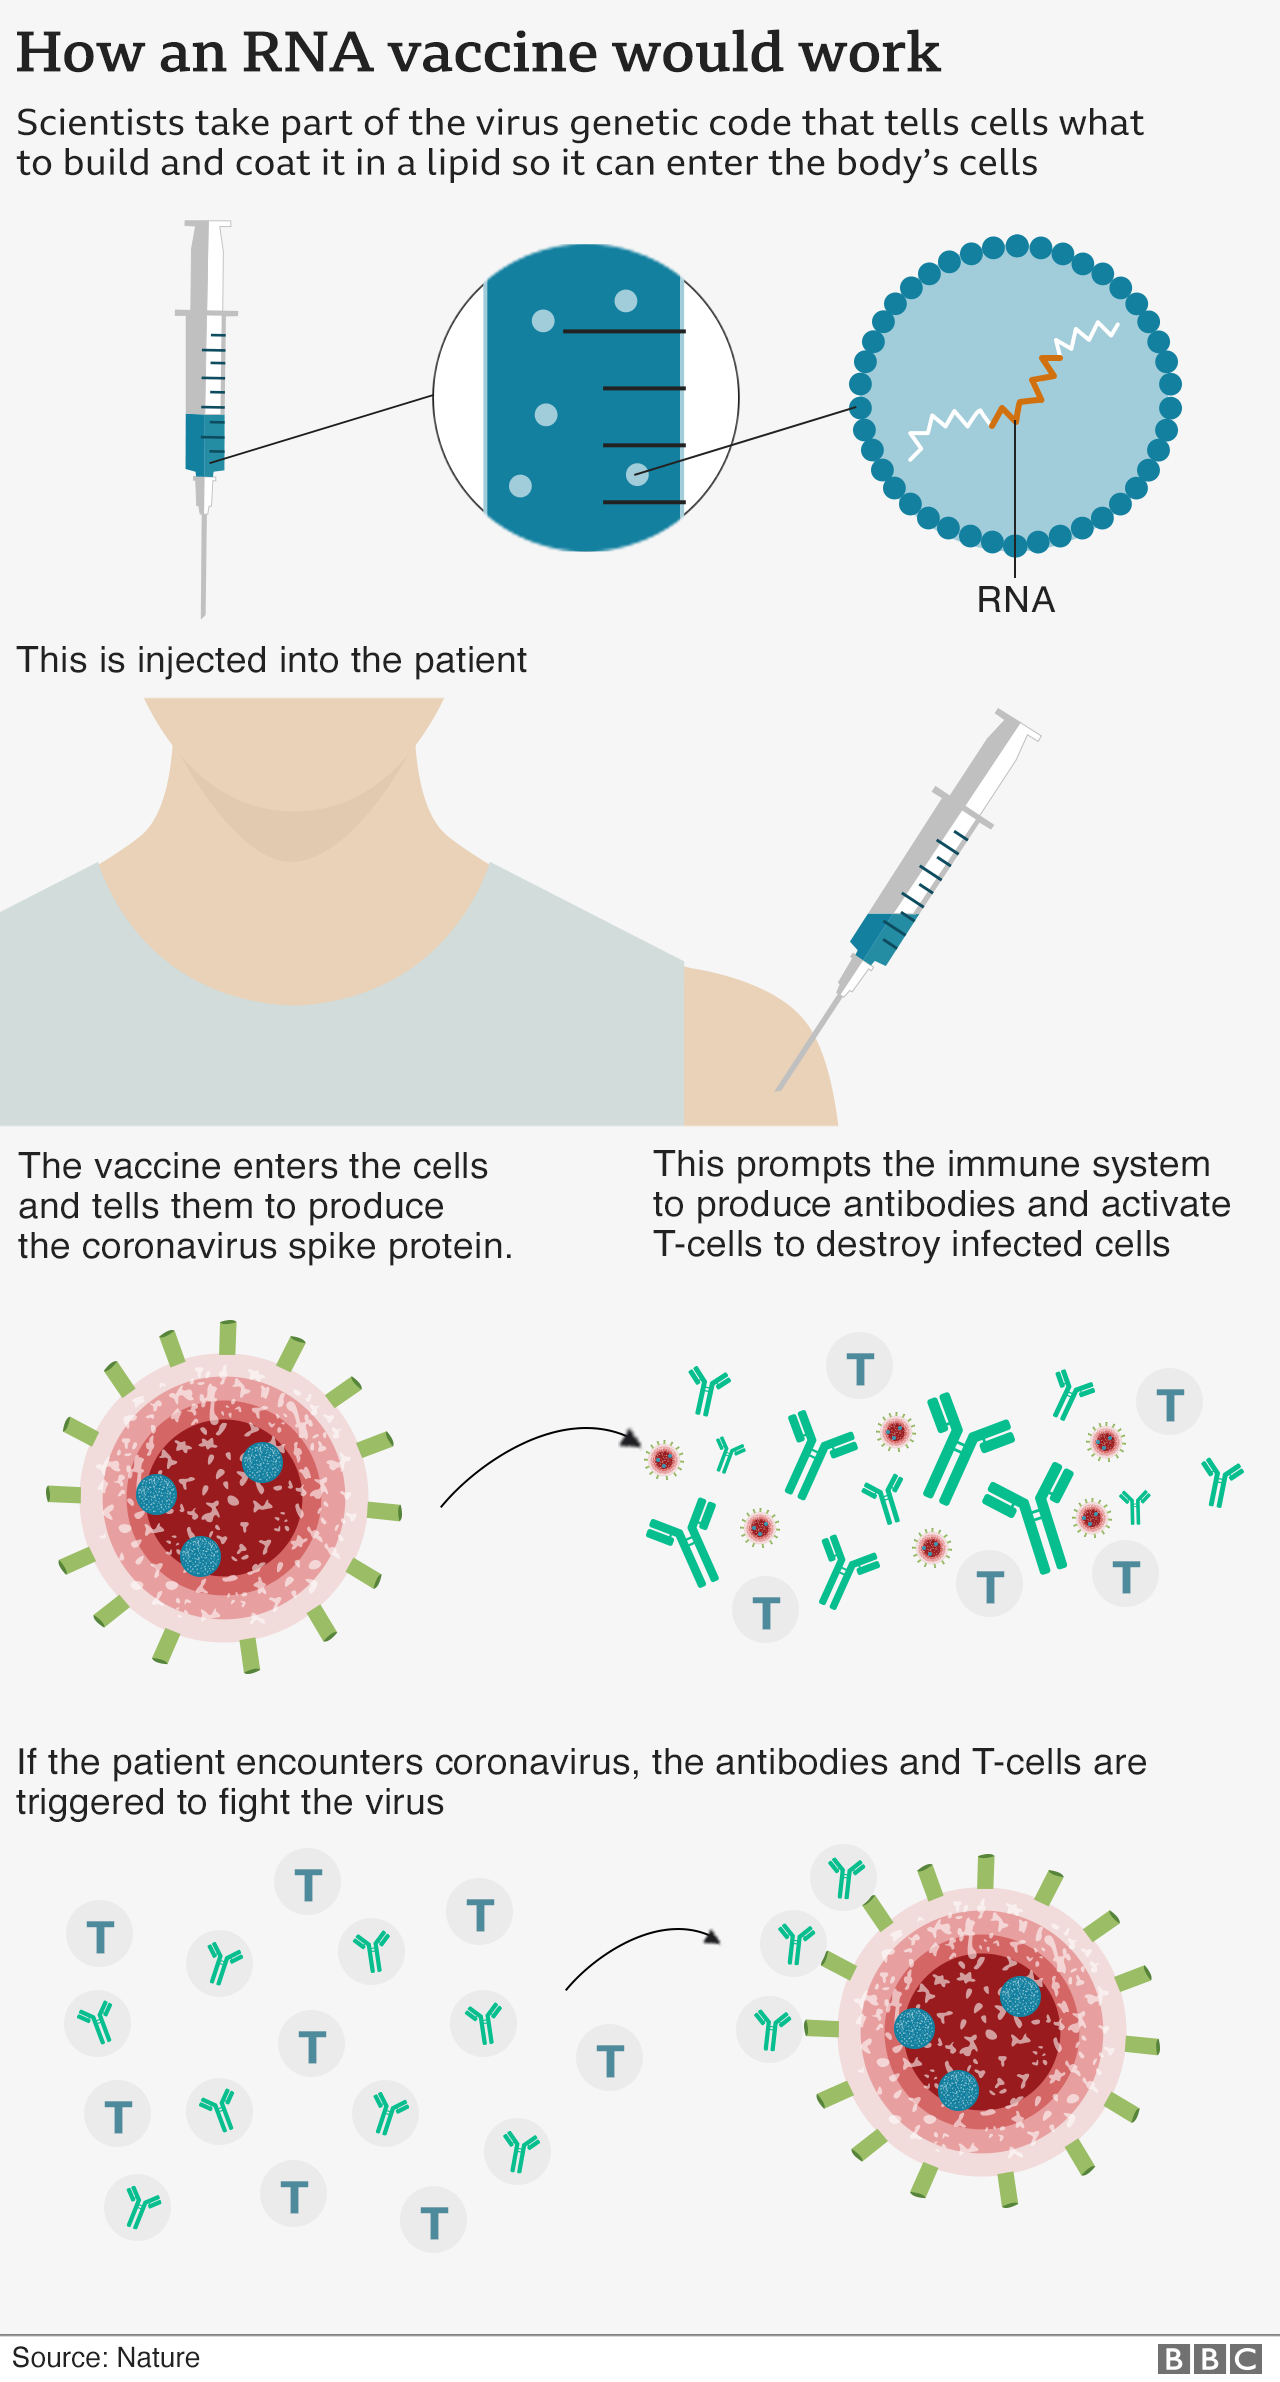 How an RNA vaccine would work
Scientists take part of the virus genetic code that tells cells what
to build and coat it in a lipid so it can enter the body’s cells
RNA
This is injected into the patient
The vaccine enters the cells
and tells them to produce
the coronavirus spike protein.
This prompts the immune system
to produce antibodies and activate
T-cells to destroy infected cells
T
T
T
T
T
If the patient encounters coronavirus, the antibodies and T-cells are
triggered to fight the virus
T
T
T
T
T
T
T
T
Source: Nature
BBC